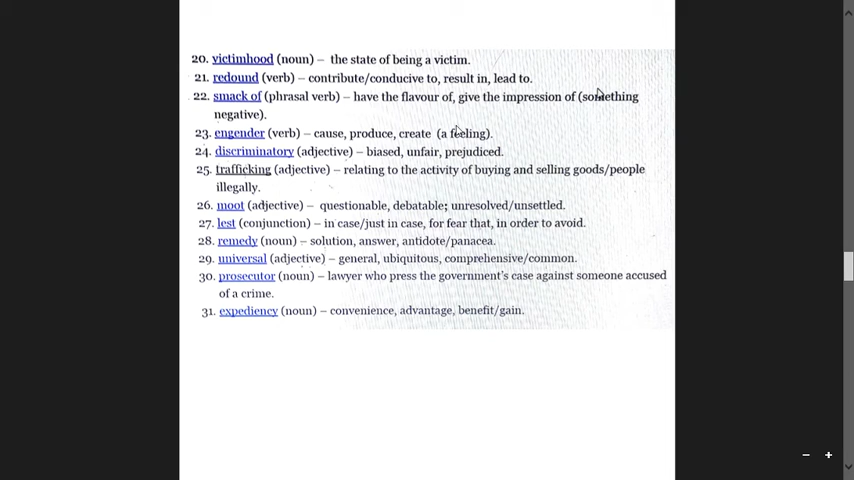 20. victimhood (noun) – the state of being a victim.
21. redound (verb) – contribute/conducive to, result in, lead to.
22. smack of (phrasal verb) – have the flavour of, give the impression of (something
negative).
23. engender (verb) – cause, produce, create (a feeling).
24. discriminatory (adjective) – biased, unfair, prejudiced.
25. trafficking (adjective) – relating to the activity of buying and selling goods/people
illegally.
26. moot (adjective) – questionable, debatable; unresolved/unsettled.
27. lest (conjunction) – in case/just in case, for fear that, in order to avoid.
28. remedy (noun) – solution, answer, antidote/panacea.
29. universal (adjective) – general, ubiquitous, comprehensive/common.
30. prosecutor (noun) – lawyer who press the government's case against someone accused
of a crime.
31. expediency (noun) – convenience, advantage, benefit/gain.